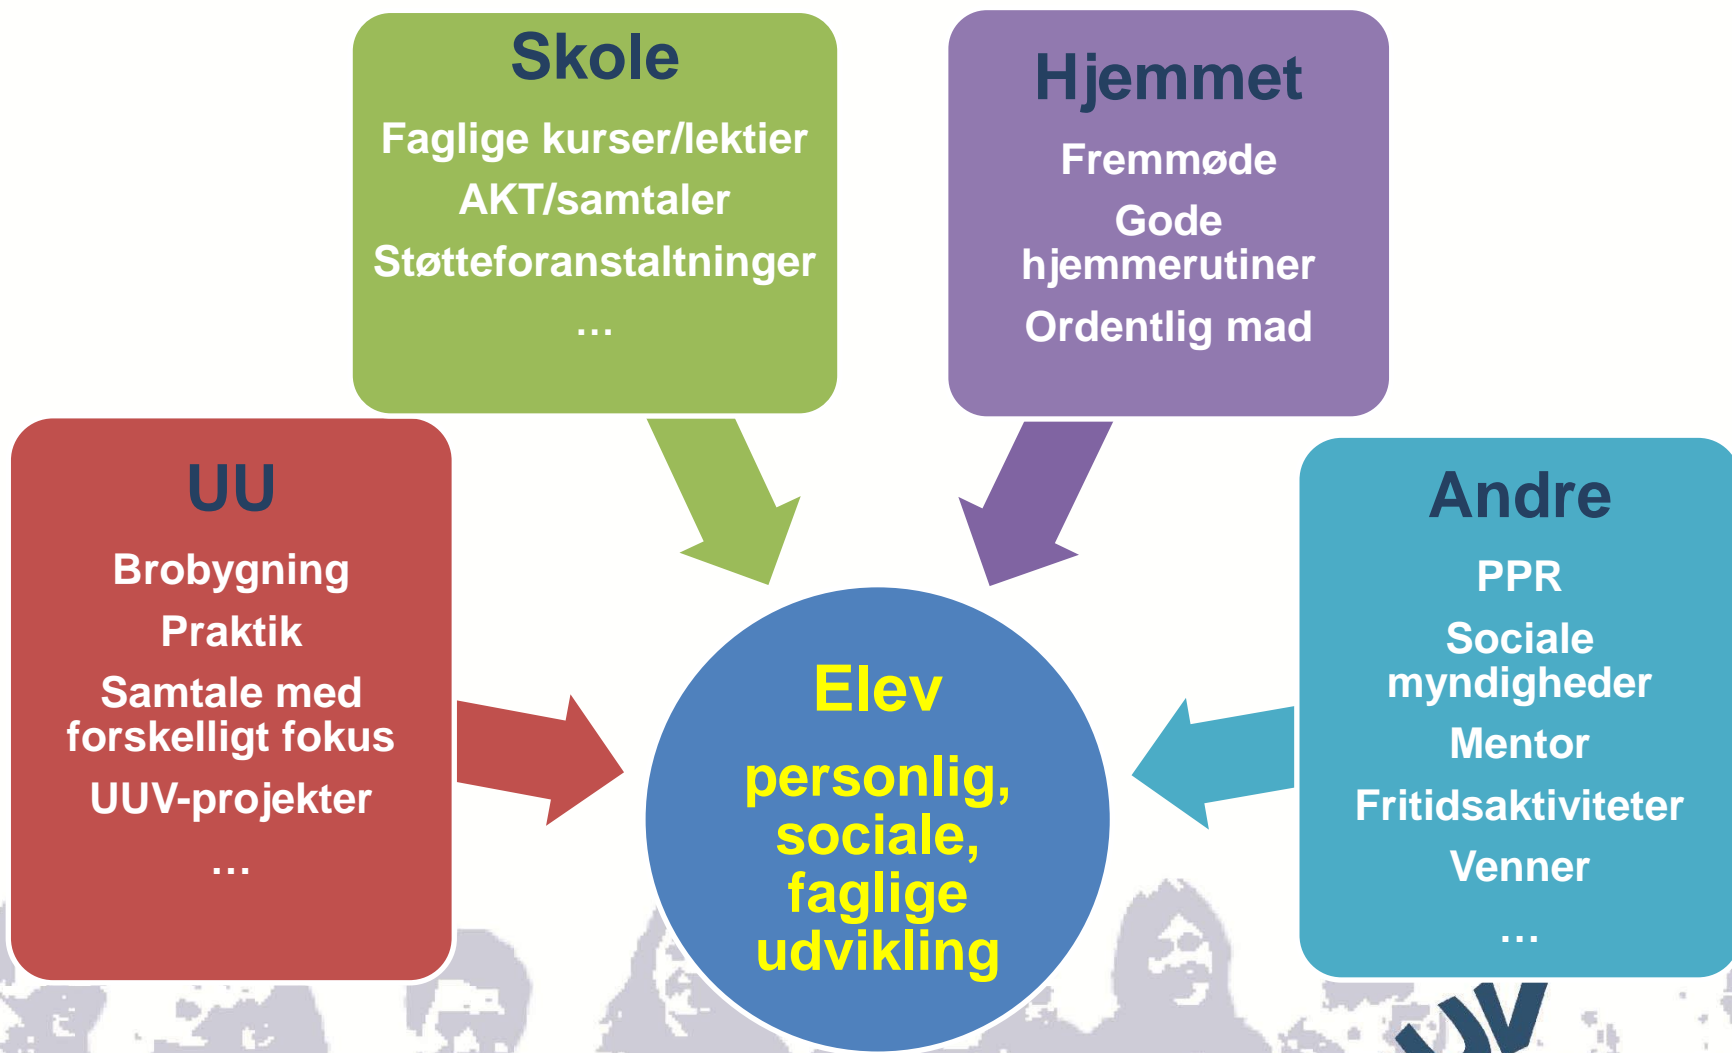 Skole
Faglige kurser/lektier
AKT/samtaler
Støtteforanstaltninger
…
Hjemmet
Fremmøde
Gode
hjemmerutiner
Ordentlig mad
UU
Brobygning
Praktik
Samtale med
forskelligt fokus
UUV-projekter
…
Andre
PPR
Sociale
myndigheder
Mentor
Fritidsaktiviteter
Venner
…
Elev
personlig,
sociale,
faglige
udvikling